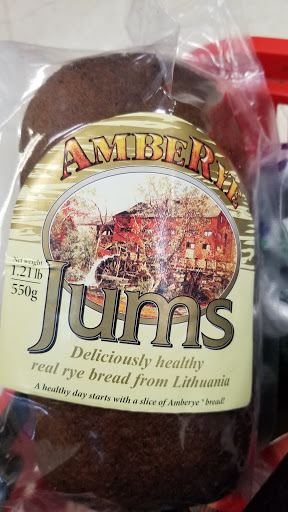 AMBERYE
Net weight
1.21 lb
550g
Jums
Deliciously healthy
real rye bread from Lithuania
A healthy day starts with a slice of Amberye® bread!